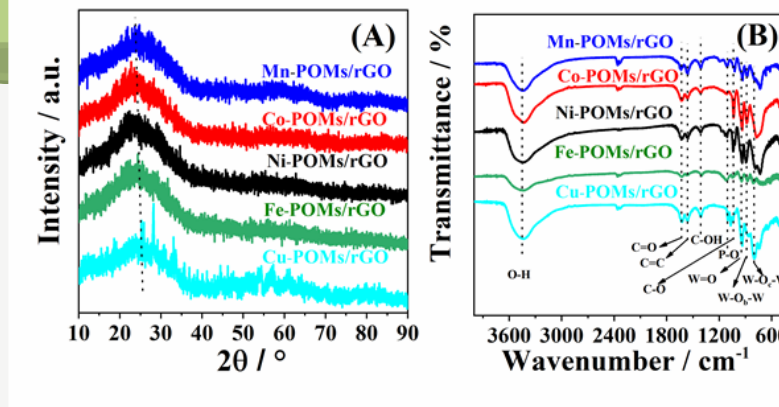 (A)
Intensity / a.u.
Mn-POMs/rGO
Co-POMs/rGO
Ni-POMs/rGO
Fe-POMs/rGO
Cu-POMs/rGO
10 20 30 40 50 60 70 80 90
2θ / °
(B)
Transmittance / %
Mn-POMs/rGO
Co-POMs/rGO
Ni-POMs/rGO
Fe-POMs/rGO
Cu-POMs/rGO
C=O
C-OH
C=C
P-O
O-H
W=O
C-O
W-Ob-W
3600 3000 2400 1800 1200 600
Wavenumber / cm-1